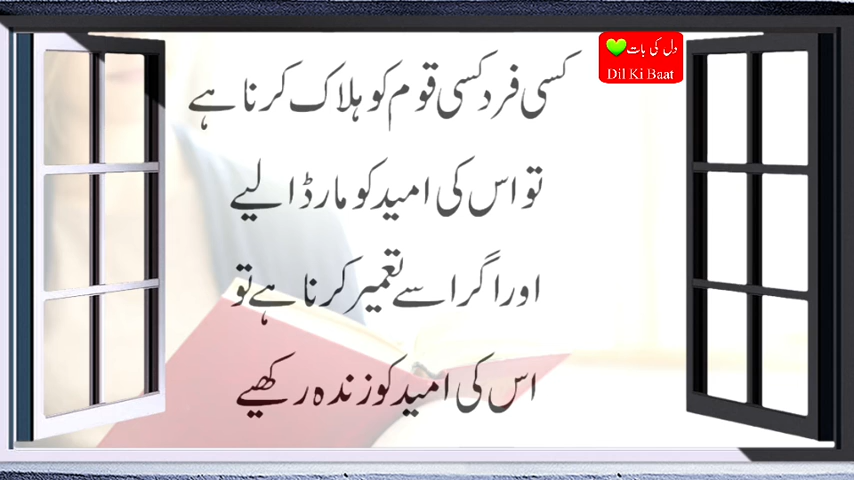 دل کی بات
Dil Ki Baat
کسی فرد کسی قوم کو ہلاک کرنا ہے
تو اس کی امید کو مار ڈالیے
اور اگر اسے تعمیر کرنا ہے تو
اس کی امید کو زندہ رکھیے